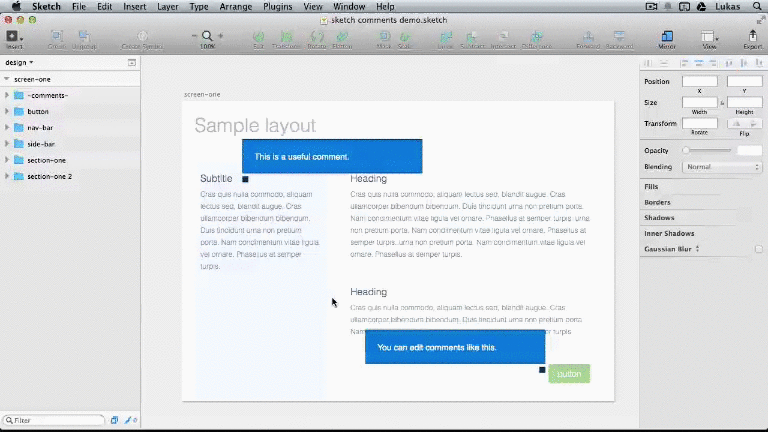 Sketch File Edit Insert Layer Type Arrange Plugins View Window Help Lukas
sketch comments demo.sketch
Insert Group Ungroup Create Symbol 100% Edit Transform Rotate Flatten Mask Scale Union Subtract Intersect Difference Forward Backward Mirror View Export
design
screen-one
-comments-
button
nav-bar
side-bar
section-one
section-one 2
Filter
screen-one
Sample layout
This is a useful comment.
Subtitle
Cras quis nulla commodo, aliquam
lectus sed, blandit augue. Cras
ullamcorper bibendum bibendum.
Duis tincidunt urna non pretium
porta. Nam condimentum vitae ligula
vel ornare. Phasellus at semper
turpis.
Heading
Cras quis nulla commodo, aliquam lectus sed, blandit augue. Cras
ullamcorper bibendum bibendum. Duis tincidunt urna non pretium porta.
Nam condimentum vitae ligula vel ornare. Phasellus at semper turpis, urna
non pretium porta. Nam condimentum vitae ligula vel ornare. Phasellus at
semper turpis, urna non pretium porta. Nam condimentum vitae ligula vel
ornare. Phasellus at semper turpis.
Heading
Cras quis nulla commodo, aliquam lectus sed, blandit augue. Cras
ullamcorper bibendum bibendum. Duis tincidunt urna non pretium porta.
turpis
You can edit comments like this.
button
Position
X Y
Size
Width Height
Transform
Rotate Flip
Opacity
Blending Normal
Fills
Borders
Shadows
Inner Shadows
Gaussian Blur